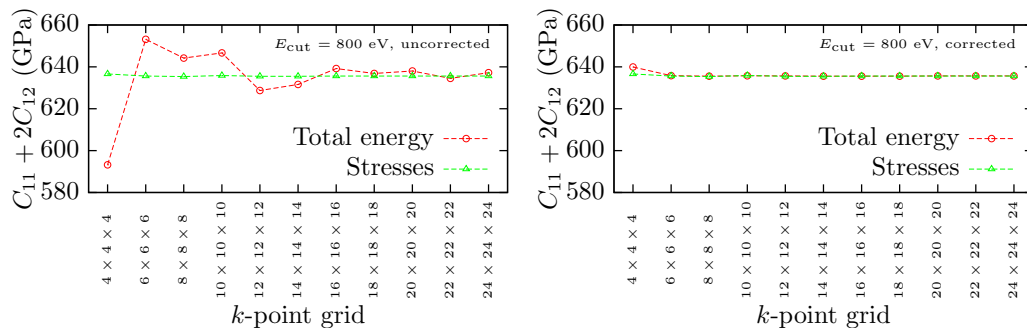 C₁₁ + 2C₁₂ (GPa)
660
640
620
600
580
E_cut = 800 eV, uncorrected
Total energy
Stresses
4 × 4 × 4
6 × 6 × 6
8 × 8 × 8
10 × 10 × 10
12 × 12 × 12
14 × 14 × 14
16 × 16 × 16
18 × 18 × 18
20 × 20 × 20
22 × 22 × 22
24 × 24 × 24
k-point grid
C₁₁ + 2C₁₂ (GPa)
660
640
620
600
580
E_cut = 800 eV, corrected
Total energy
Stresses
4 × 4 × 4
6 × 6 × 6
8 × 8 × 8
10 × 10 × 10
12 × 12 × 12
14 × 14 × 14
16 × 16 × 16
18 × 18 × 18
20 × 20 × 20
22 × 22 × 22
24 × 24 × 24
k-point grid